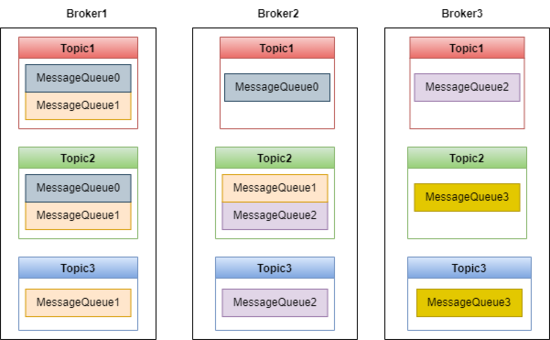 Broker1
Topic1
MessageQueue0
MessageQueue1
Topic2
MessageQueue0
MessageQueue1
Topic3
MessageQueue1
Broker2
Topic1
MessageQueue0
Topic2
MessageQueue1
MessageQueue2
Topic3
MessageQueue2
Broker3
Topic1
MessageQueue2
Topic2
MessageQueue3
Topic3
MessageQueue3